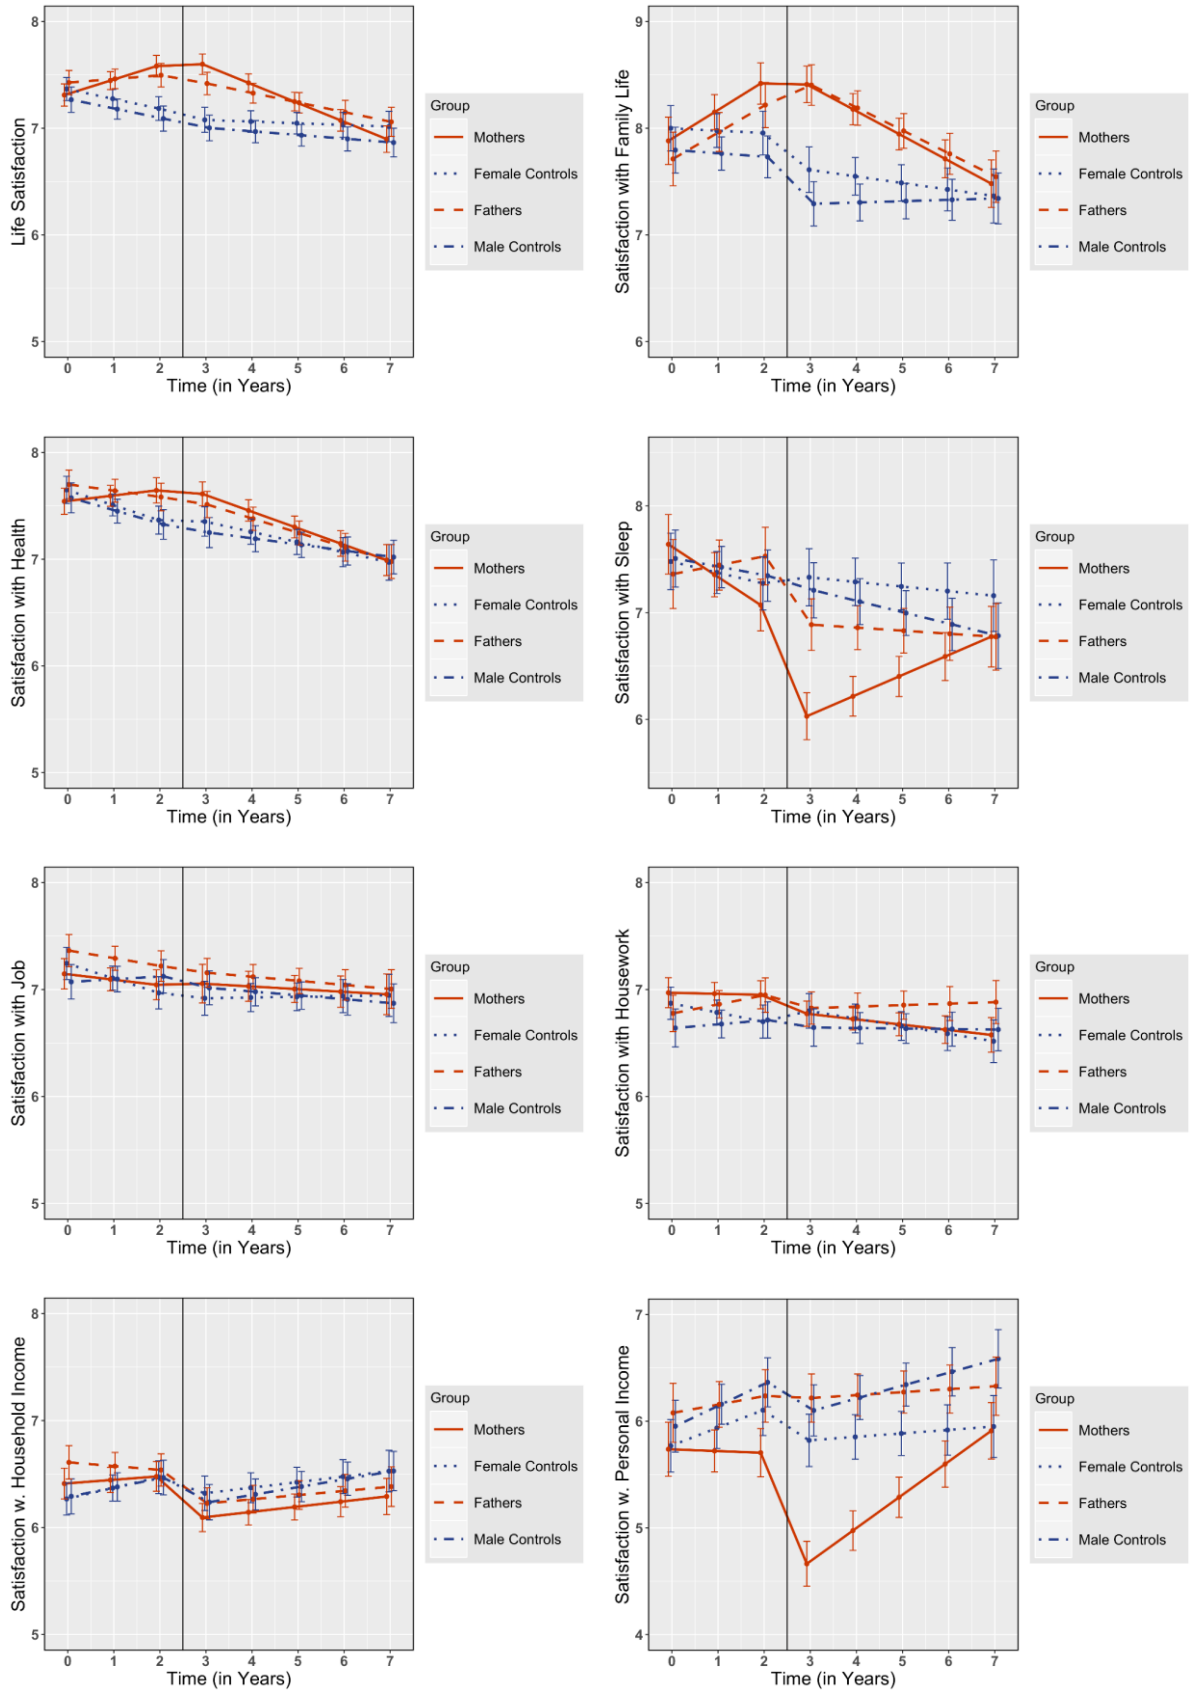 Life Satisfaction
8
7
6
5
0 1 2 3 4 5 6 7
Time (in Years)
Group
Mothers
Female Controls
Fathers
Male Controls
Satisfaction with Family Life
9
8
7
6
0 1 2 3 4 5 6 7
Time (in Years)
Group
Mothers
Female Controls
Fathers
Male Controls
Satisfaction with Health
8
7
6
5
0 1 2 3 4 5 6 7
Time (in Years)
Group
Mothers
Female Controls
Fathers
Male Controls
Satisfaction with Sleep
8
7
6
0 1 2 3 4 5 6 7
Time (in Years)
Group
Mothers
Female Controls
Fathers
Male Controls
Satisfaction with Job
8
7
6
5
0 1 2 3 4 5 6 7
Time (in Years)
Group
Mothers
Female Controls
Fathers
Male Controls
Satisfaction with Housework
8
7
6
5
0 1 2 3 4 5 6 7
Time (in Years)
Group
Mothers
Female Controls
Fathers
Male Controls
Satisfaction w. Household Income
8
7
6
5
0 1 2 3 4 5 6 7
Time (in Years)
Group
Mothers
Female Controls
Fathers
Male Controls
Satisfaction w. Personal Income
7
6
5
4
0 1 2 3 4 5 6 7
Time (in Years)
Group
Mothers
Female Controls
Fathers
Male Controls